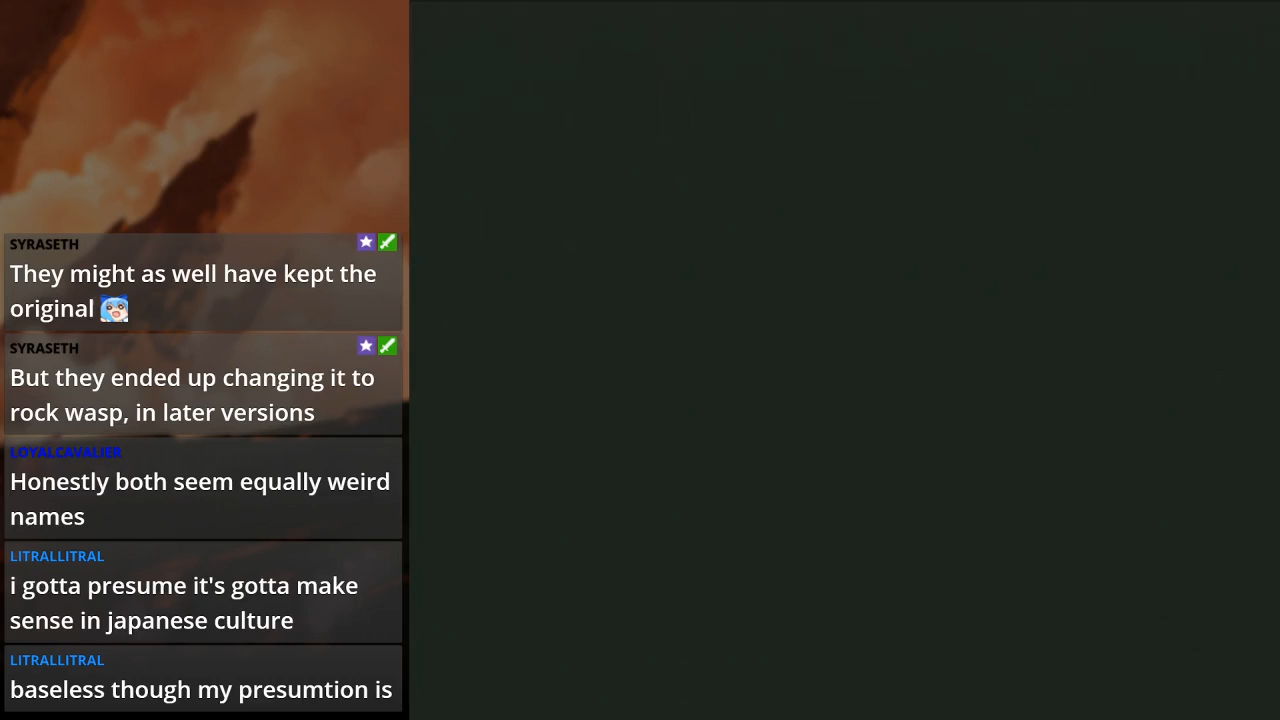 SYRASETH
They might as well have kept the
original
SYRASETH
But they ended up changing it to
rock wasp, in later versions
LOYALCAVALIER
Honestly both seem equally weird
names
LITRALLITRAL
i gotta presume it's gotta make
sense in japanese culture
LITRALLITRAL
baseless though my presumtion is